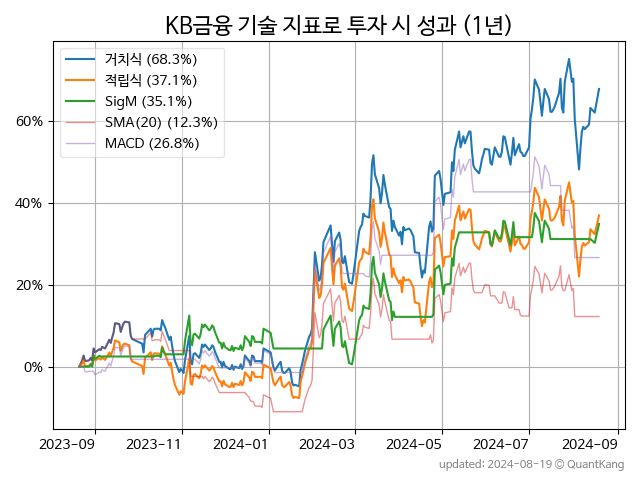 KB금융 기술 지표로 투자 시 성과 (1년)
거치식 (68.3%)
적립식 (37.1%)
SigM (35.1%)
SMA(20) (12.3%)
MACD (26.8%)
60%
40%
20%
0%
2023-09 2023-11 2024-01 2024-03 2024-05 2024-07 2024-09
updated: 2024-08-19 © QuantKang